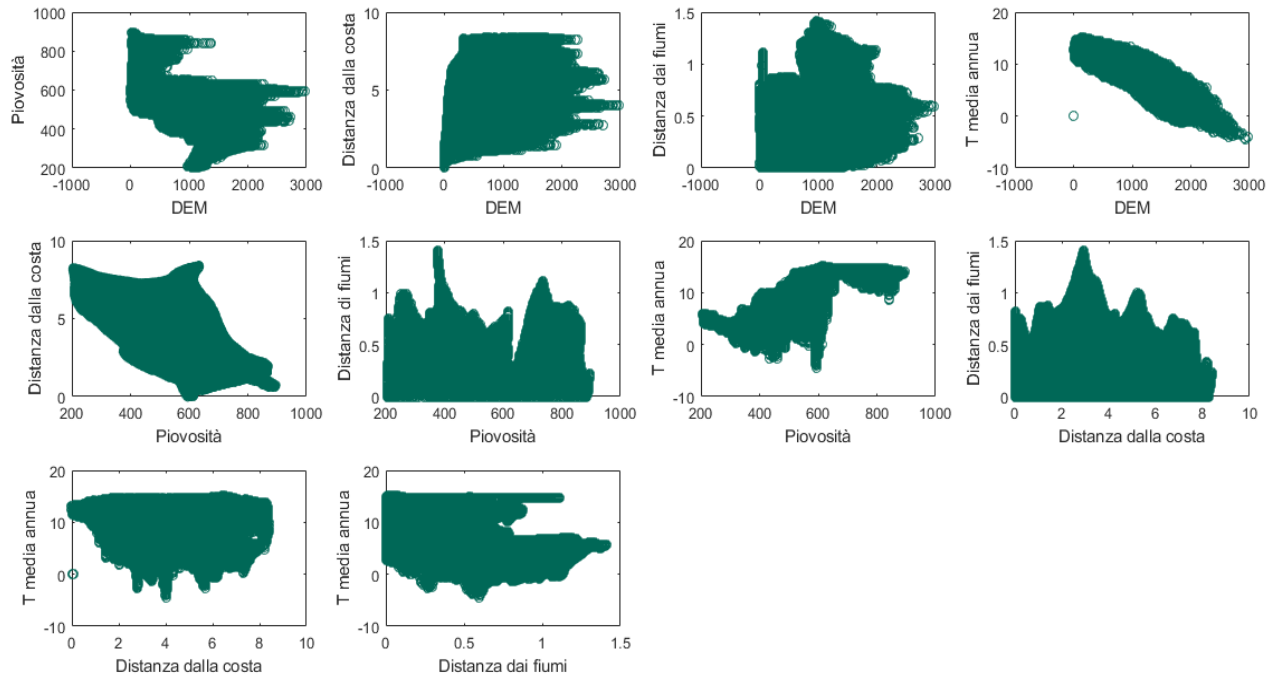 1000
800
600
400
200
Piovosità
-1000 0 1000 2000 3000
DEM
10
5
0
Distanza dalla costa
-1000 0 1000 2000 3000
DEM
1.5
1
0.5
0
Distanza dai fiumi
-1000 0 1000 2000 3000
DEM
20
10
0
-10
T media annua
-1000 0 1000 2000 3000
DEM
10
5
0
Distanza dalla costa
200 400 600 800 1000
Piovosità
1.5
1
0.5
0
Distanza di fiumi
200 400 600 800 1000
Piovosità
20
10
0
-10
T media annua
200 400 600 800 1000
Piovosità
1.5
1
0.5
0
Distanza dai fiumi
0 2 4 6 8 10
Distanza dalla costa
20
10
0
-10
T media annua
0 2 4 6 8 10
Distanza dalla costa
20
10
0
-10
T media annua
0 0.5 1 1.5
Distanza dai fiumi